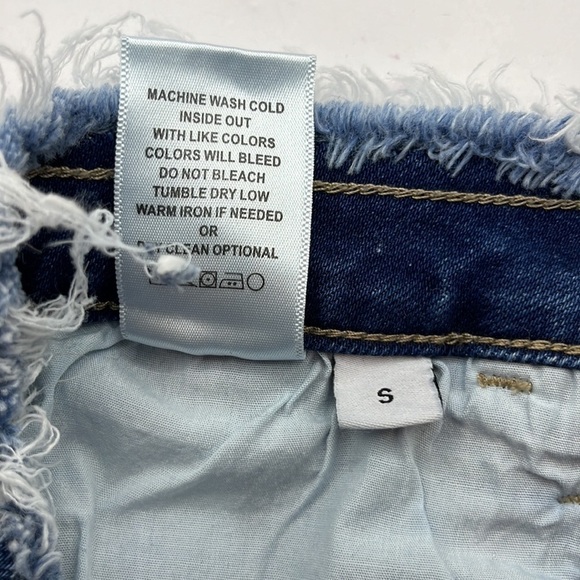 MACHINE WASH COLD
INSIDE OUT
WITH LIKE COLORS
COLORS WILL BLEED
DO NOT BLEACH
TUMBLE DRY LOW
WARM IRON IF NEEDED
OR
DRY CLEAN OPTIONAL
S